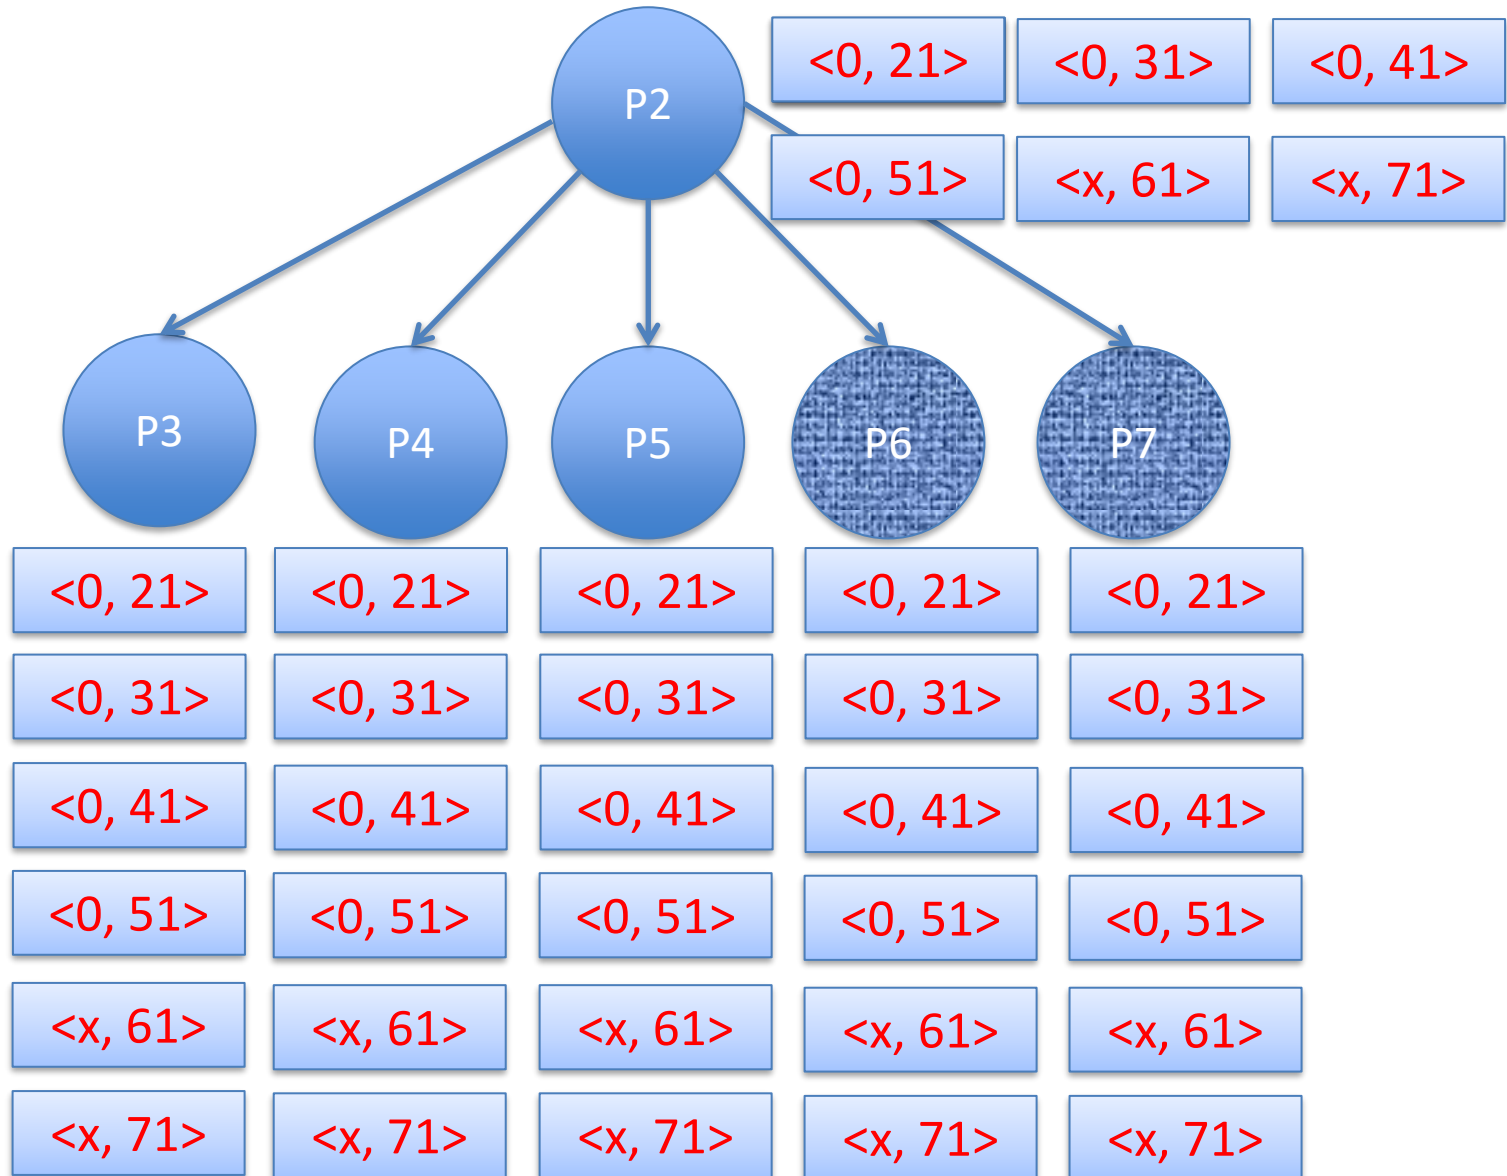 P2
<0, 21> <0, 31> <0, 41>
<0, 51> <x, 61> <x, 71>
P3 P4 P5 P6 P7
<0, 21> <0, 21> <0, 21> <0, 21> <0, 21>
<0, 31> <0, 31> <0, 31> <0, 31> <0, 31>
<0, 41> <0, 41> <0, 41> <0, 41> <0, 41>
<0, 51> <0, 51> <0, 51> <0, 51> <0, 51>
<x, 61> <x, 61> <x, 61> <x, 61> <x, 61>
<x, 71> <x, 71> <x, 71> <x, 71> <x, 71>